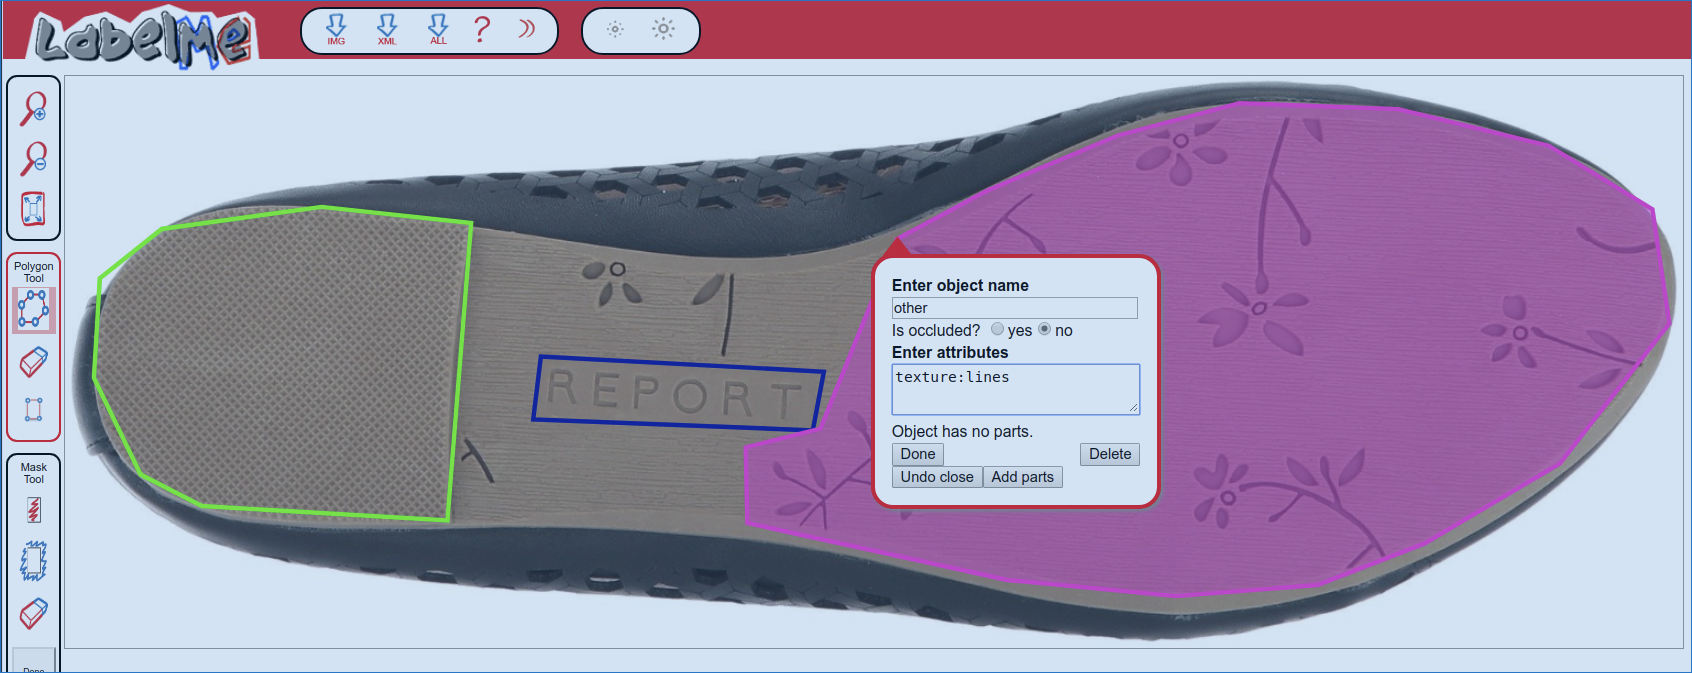 LabelMe
IMG
XML
ALL
?
Polygon
Tool
Mask
Tool
Done
REPORT
Enter object name
other
Is occluded? yes no
Enter attributes
texture:lines
Object has no parts.
Done Delete
Undo close Add parts